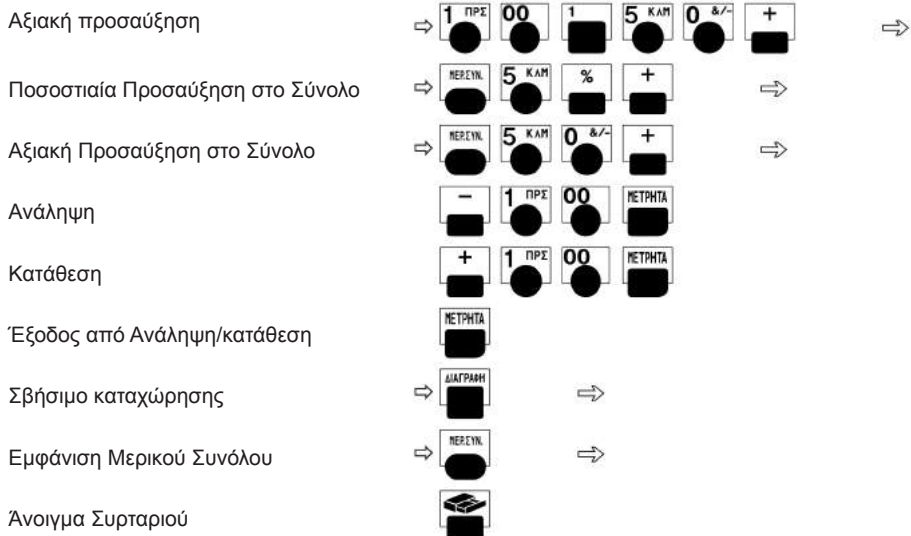 Αξιακή προσαύξηση ⇨ 1 ΠΡΣ 00 1 5 ΚΛΜ 0 &/- + ⇨
Ποσοστιαία Προσαύξηση στο Σύνολο ⇨ ΜΕΡ.ΣΥΝ. 5 ΚΛΜ % + ⇨
Αξιακή Προσαύξηση στο Σύνολο ⇨ ΜΕΡ.ΣΥΝ. 5 ΚΛΜ 0 &/- + ⇨
Ανάληψη - 1 ΠΡΣ 00 ΜΕΤΡΗΤΑ
Κατάθεση + 1 ΠΡΣ 00 ΜΕΤΡΗΤΑ
Έξοδος από Ανάληψη/κατάθεση ΜΕΤΡΗΤΑ
Σβήσιμο καταχώρησης ⇨ ΔΙΑΓΡΑΦΗ ⇨
Εμφάνιση Μερικού Συνόλου ⇨ ΜΕΡ.ΣΥΝ. ⇨
Άνοιγμα Συρταριού